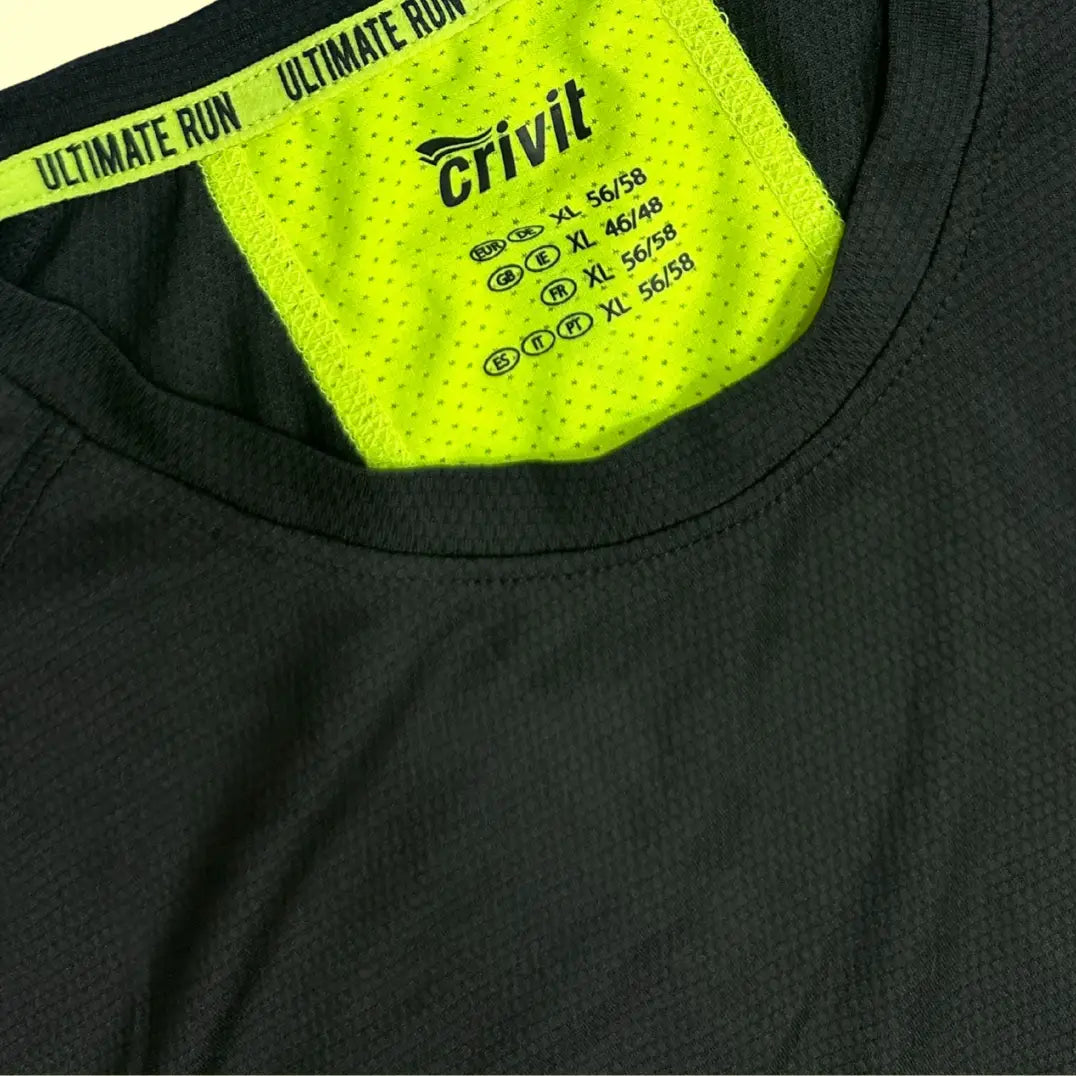 ULTIMATE RUN ULTIMATE RUN
crivit
EUR DE XL 56/58
GB IE XL 46/48
FR XL 56/58
ES IT PT XL 56/58